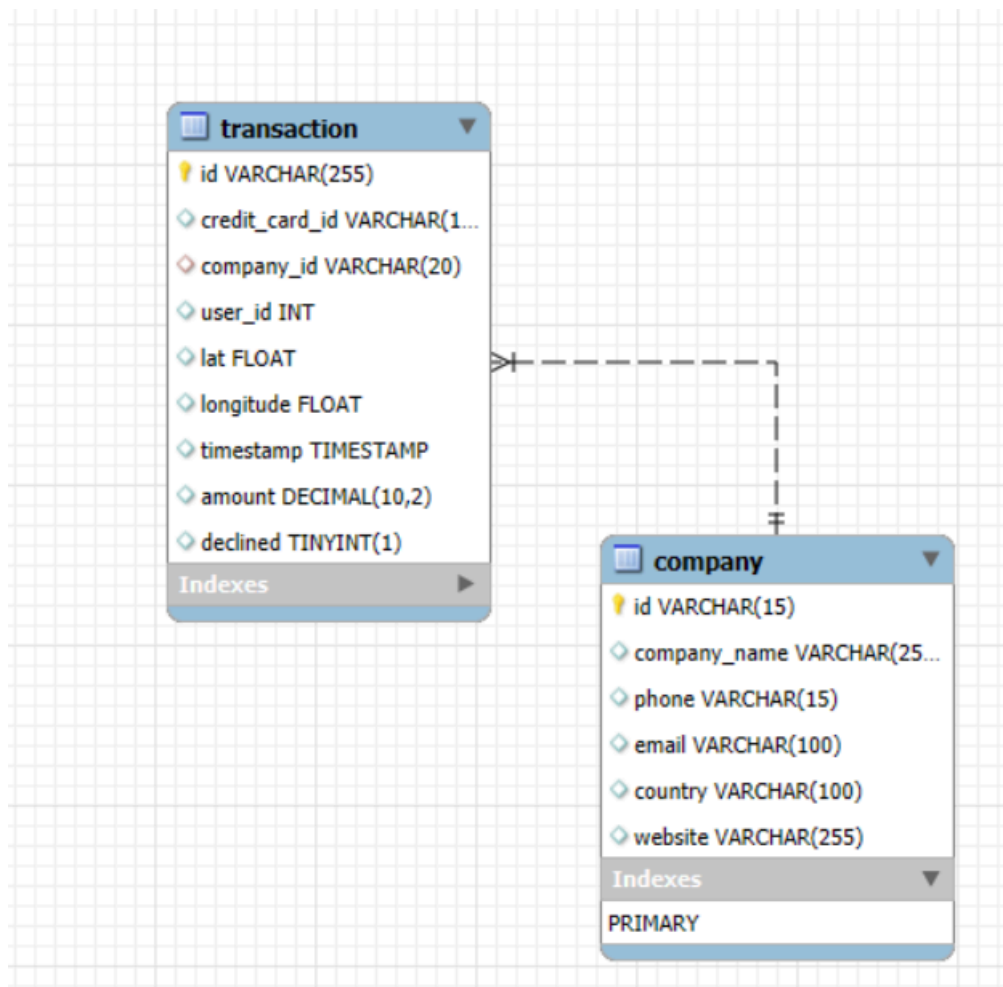 transaction
id VARCHAR(255)
credit_card_id VARCHAR(1...
company_id VARCHAR(20)
user_id INT
lat FLOAT
longitude FLOAT
timestamp TIMESTAMP
amount DECIMAL(10,2)
declined TINYINT(1)
Indexes
company
id VARCHAR(15)
company_name VARCHAR(25...
phone VARCHAR(15)
email VARCHAR(100)
country VARCHAR(100)
website VARCHAR(255)
Indexes
PRIMARY